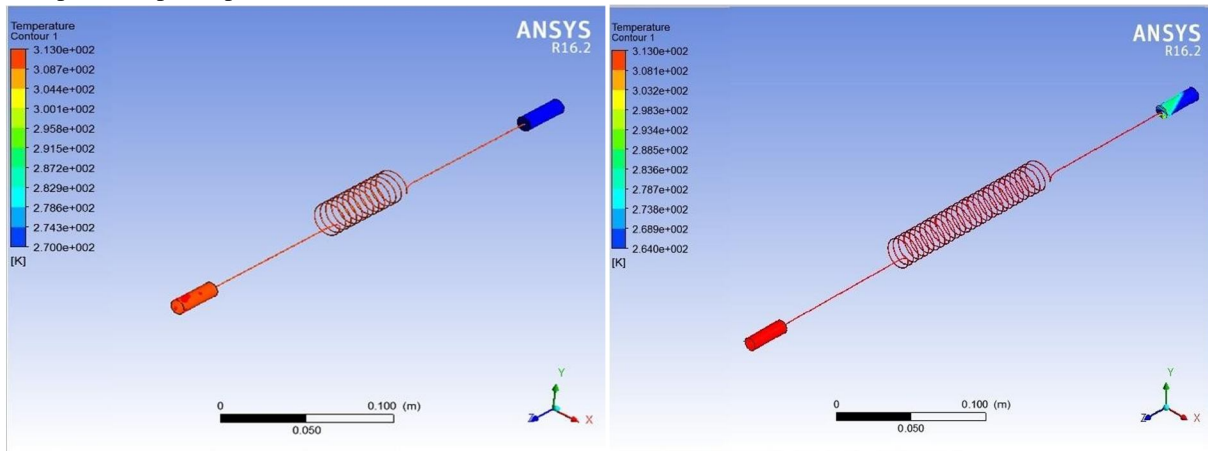 Temperature
Contour 1
3.130e+002
3.087e+002
3.044e+002
3.001e+002
2.958e+002
2.915e+002
2.872e+002
2.829e+002
2.786e+002
2.743e+002
2.700e+002
[K]
ANSYS
R16.2
0 0.100 (m)
0.050
Y
Z X
Temperature
Contour 1
3.130e+002
3.081e+002
3.032e+002
2.983e+002
2.934e+002
2.885e+002
2.836e+002
2.787e+002
2.738e+002
2.689e+002
2.640e+002
[K]
ANSYS
R16.2
0 0.100 (m)
0.050
Y
Z X